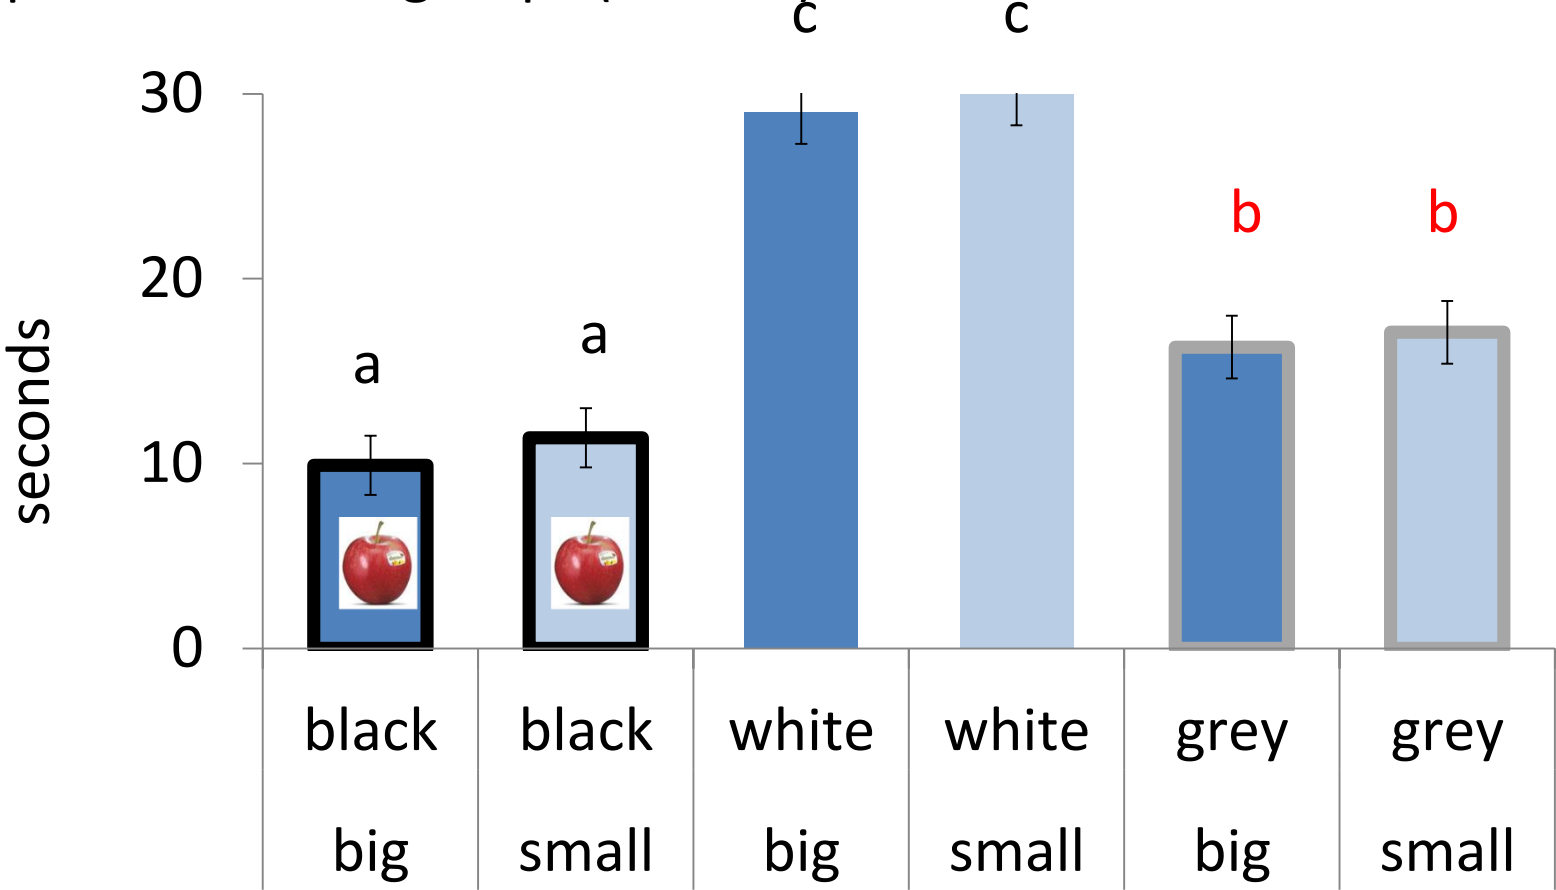 c c
30
b b
20
a a
10
0
seconds
black black white white grey grey
big small big small big small